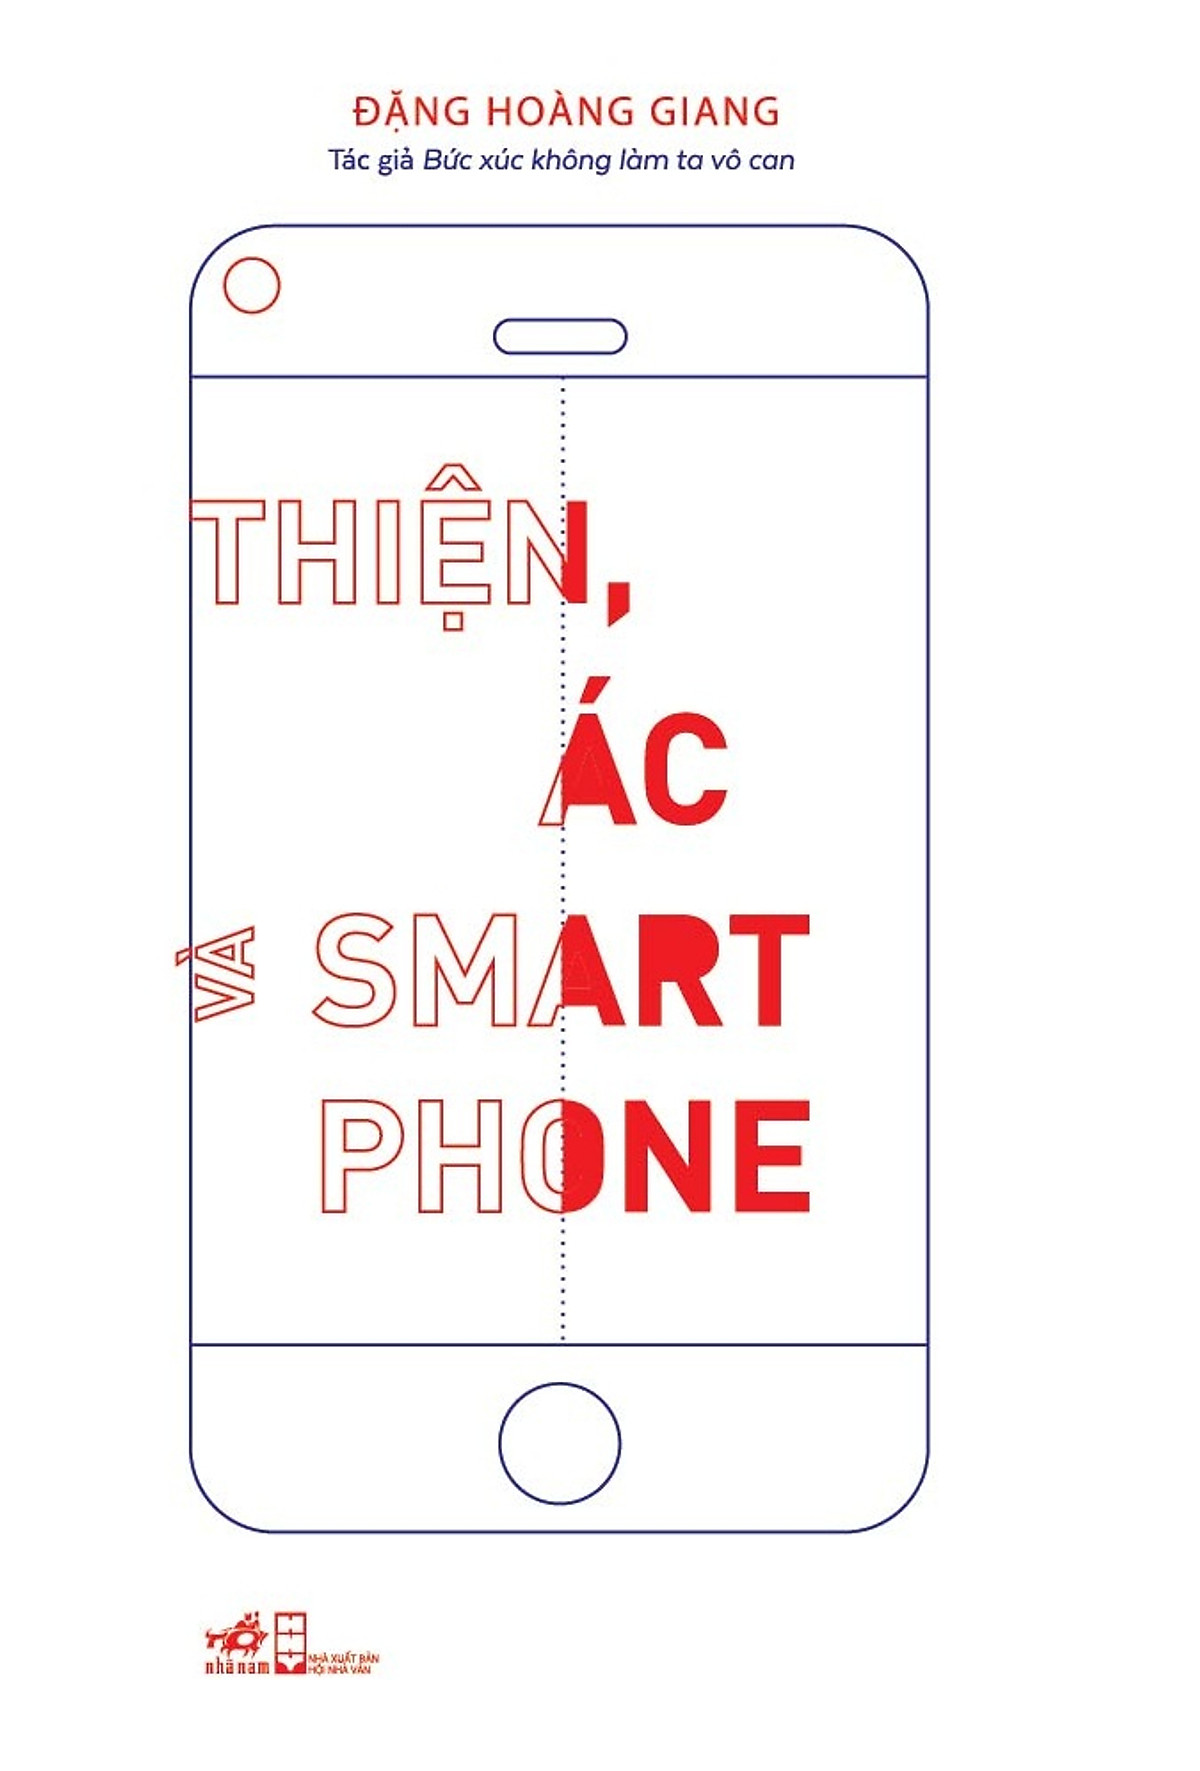 ĐẶNG HOÀNG GIANG
Tác giả Bức xúc không làm ta vô can
THIỆN,
ÁC
VÀ SMART
PHONE
nhã nam
NHÀ XUẤT BẢN
HỘI NHÀ VĂN